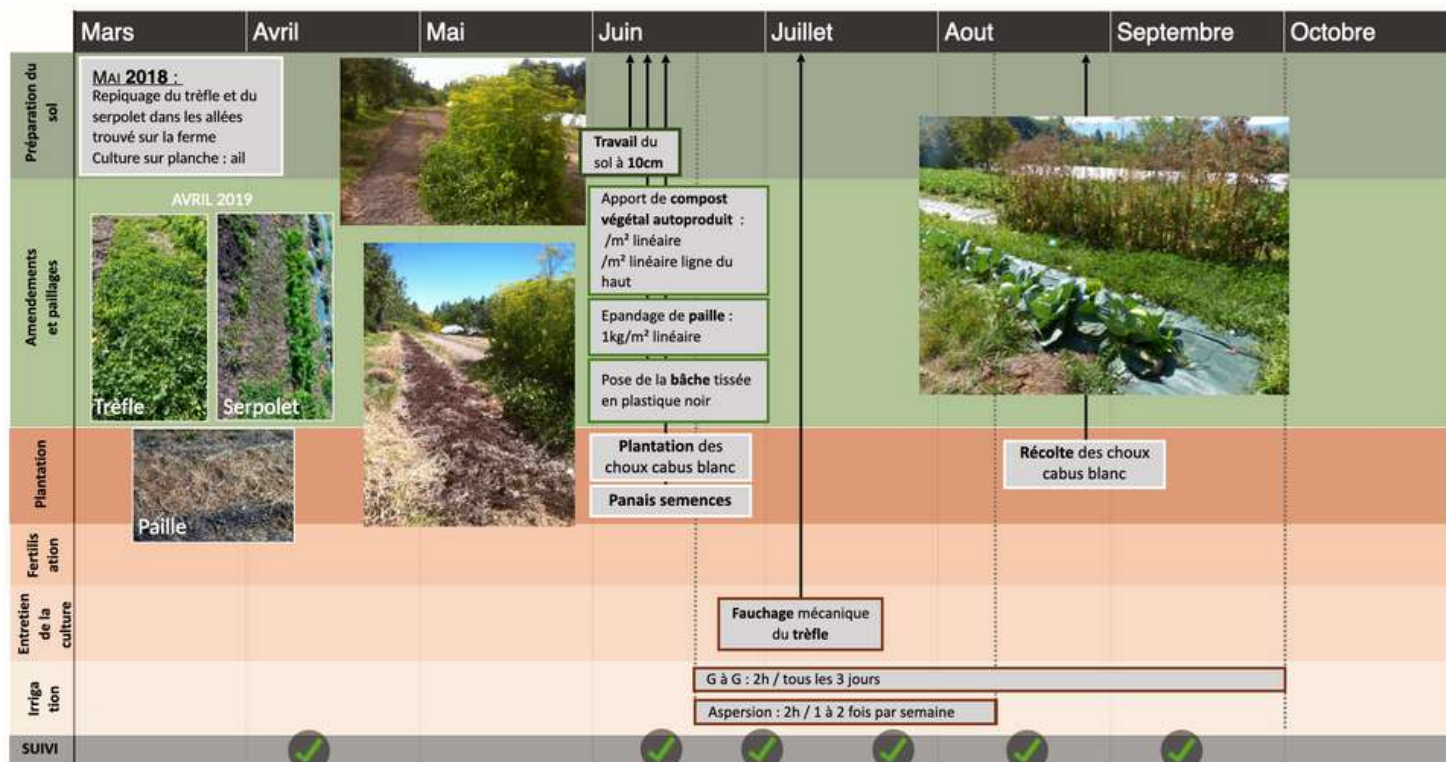 Mars Avril Mai Juin Juillet Aout Septembre Octobre
Préparation du
sol
MAI 2018 :
Repiquage du trèfle et du
serpolet dans les allées
trouvé sur la ferme
Culture sur planche : ail
Travail du
sol à 10cm
Amendements
et paillages
AVRIL 2019
Trèfle
Serpolet
Apport de compost
végétal autoproduit :
/m² linéaire
/m² linéaire ligne du
haut
Epandage de paille :
1kg/m² linéaire
Pose de la bâche tissée
en plastique noir
Plantation
Paille
Plantation des
choux cabus blanc
Panais semences
Récolte des choux
cabus blanc
Fertilis
ation
Entretien
de la
culture
Fauchage mécanique
du trèfle
Irriga
tion
G à G : 2h / tous les 3 jours
Aspersion : 2h / 1 à 2 fois par semaine
SUIVI